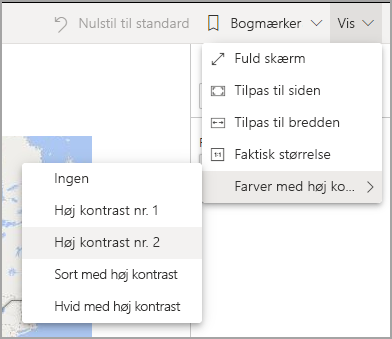 Nulstil til standard
Bogmærker
Vis
Fuld skærm
Tilpas til siden
Tilpas til bredden
Faktisk størrelse
Farver med høj ko...
Ingen
Høj kontrast nr. 1
Høj kontrast nr. 2
Sort med høj kontrast
Hvid med høj kontrast